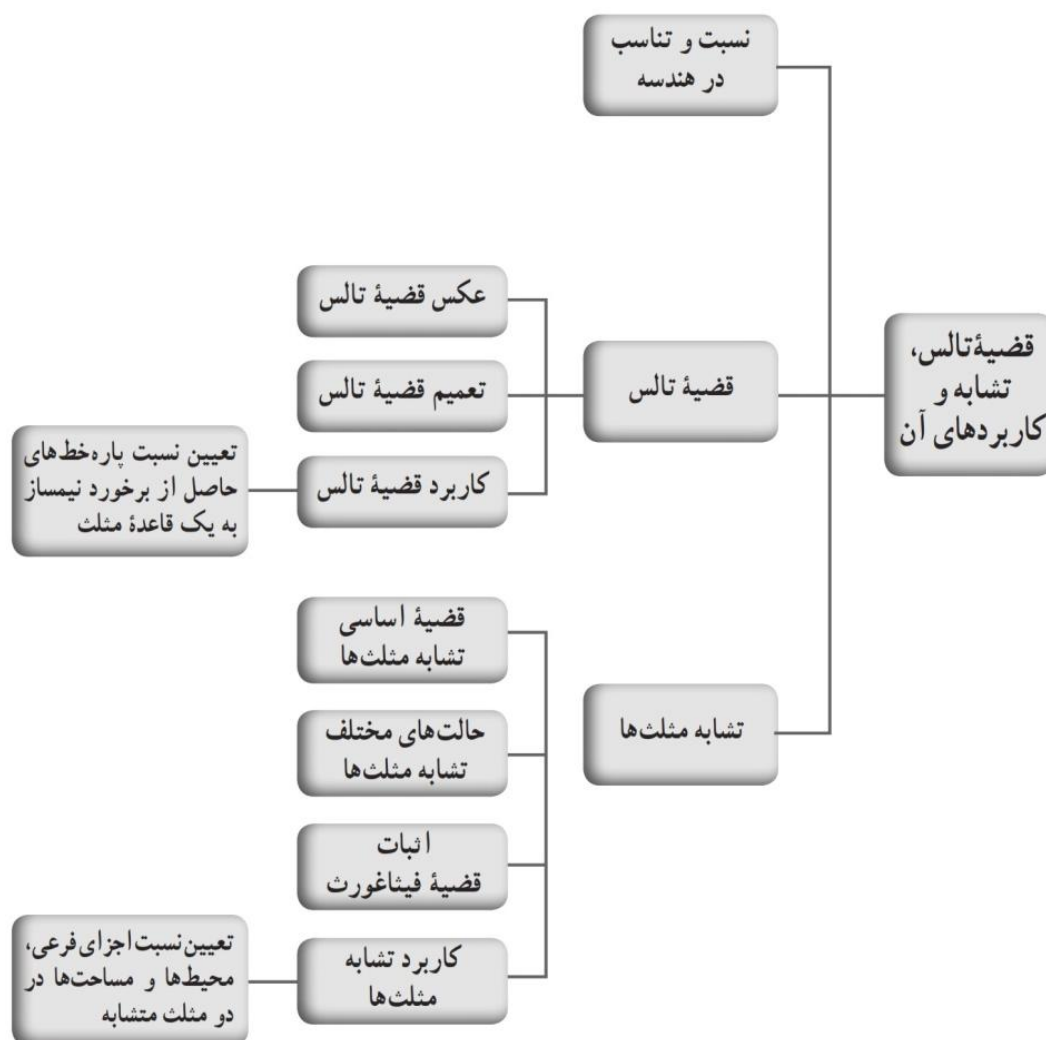 قضیهٔ تالس،
تشابه و
کاربردهای آن
نسبت و تناسب
در هندسه
قضیهٔ تالس
عکس قضیهٔ تالس
تعمیم قضیهٔ تالس
کاربرد قضیهٔ تالس
تعیین نسبت پاره‌خط‌های
حاصل از برخورد نیمساز
به یک قاعدهٔ مثلث
تشابه مثلث‌ها
قضیهٔ اساسی
تشابه مثلث‌ها
حالت‌های مختلف
تشابه مثلث‌ها
اثبات
قضیهٔ فیثاغورث
کاربرد تشابه
مثلث‌ها
تعیین نسبت اجزای فرعی،
محیط‌ها و مساحت‌ها در
دو مثلث متشابه